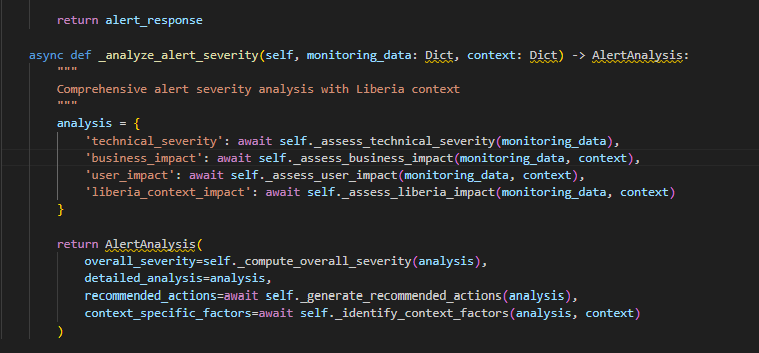 return alert_response
async def _analyze_alert_severity(self, monitoring_data: Dict, context: Dict) -> AlertAnalysis:
"""
Comprehensive alert severity analysis with Liberia context
"""
analysis = {
'technical_severity': await self._assess_technical_severity(monitoring_data),
'business_impact': await self._assess_business_impact(monitoring_data, context),
'user_impact': await self._assess_user_impact(monitoring_data, context),
'liberia_context_impact': await self._assess_liberia_impact(monitoring_data, context)
}
return AlertAnalysis(
overall_severity=self._compute_overall_severity(analysis),
detailed_analysis=analysis,
recommended_actions=await self._generate_recommended_actions(analysis),
context_specific_factors=await self._identify_context_factors(analysis, context)
)